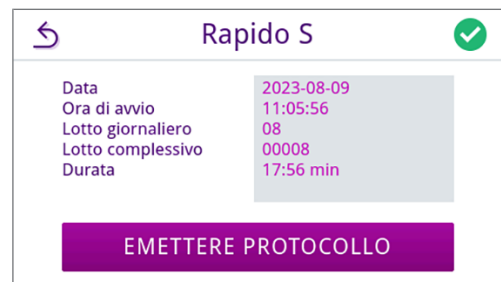 Rapido S
Data 2023-08-09
Ora di avvio 11:05:56
Lotto giornaliero 08
Lotto complessivo 00008
Durata 17:56 min
EMETTERE PROTOCOLLO